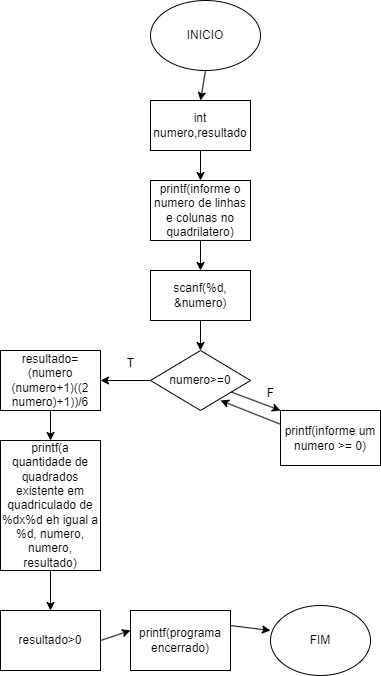 INICIO
int
numero,resultado
printf(informe o
numero de linhas
e colunas no
quadrilatero)
scanf(%d,
&numero)
T
resultado=
(numero
(numero+1)((2
numero)+1))/6
numero>=0
F
printf(informe um
numero >= 0)
printf(a
quantidade de
quadrados
existente em
quadriculado de
%dx%d eh igual a
%d, numero,
numero,
resultado)
resultado>0
printf(programa
encerrado)
FIM